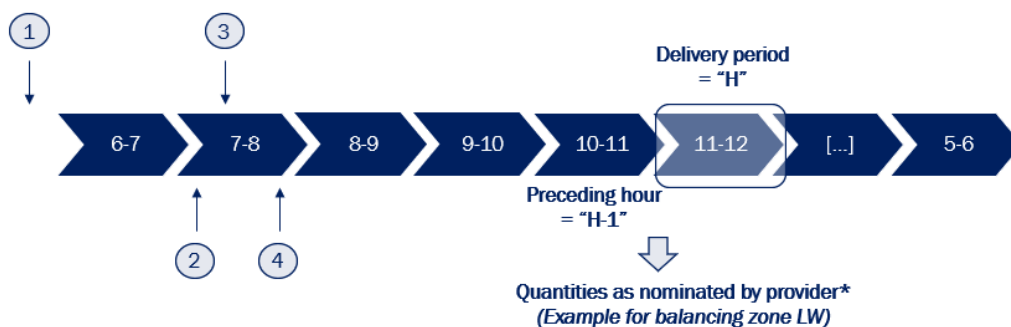 1
3
Delivery period
= “H”
6-7
7-8
8-9
9-10
10-11
11-12
[...]
5-6
Preceding hour
= “H-1”
2
4
Quantities as nominated by provider*
(Example for balancing zone LW)